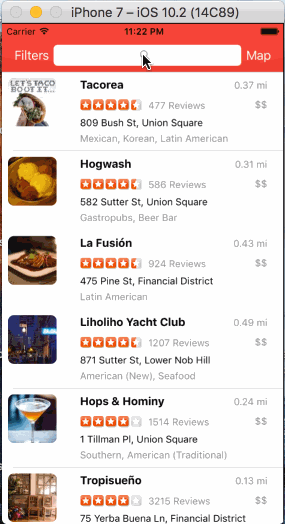 iPhone 7 – iOS 10.2 (14C89)
Carrier 11:22 PM
Filters Map
LET'S TACO
BOUT IT...
Tacorea 0.37 mi
477 Reviews $$
809 Bush St, Union Square
Mexican, Korean, Latin American
Hogwash 0.31 mi
586 Reviews $$
582 Sutter St, Union Square
Gastropubs, Beer Bar
La Fusión 0.43 mi
924 Reviews $$
475 Pine St, Financial District
Latin American
Liholiho Yacht Club 0.49 mi
1207 Reviews $$
871 Sutter St, Lower Nob Hill
American (New), Seafood
Hops & Hominy 0.24 mi
1514 Reviews $$
1 Tillman Pl, Union Square
Southern, American (Traditional)
Tropisueño 0.13 mi
3215 Reviews $$
75 Yerba Buena Ln, Financial District